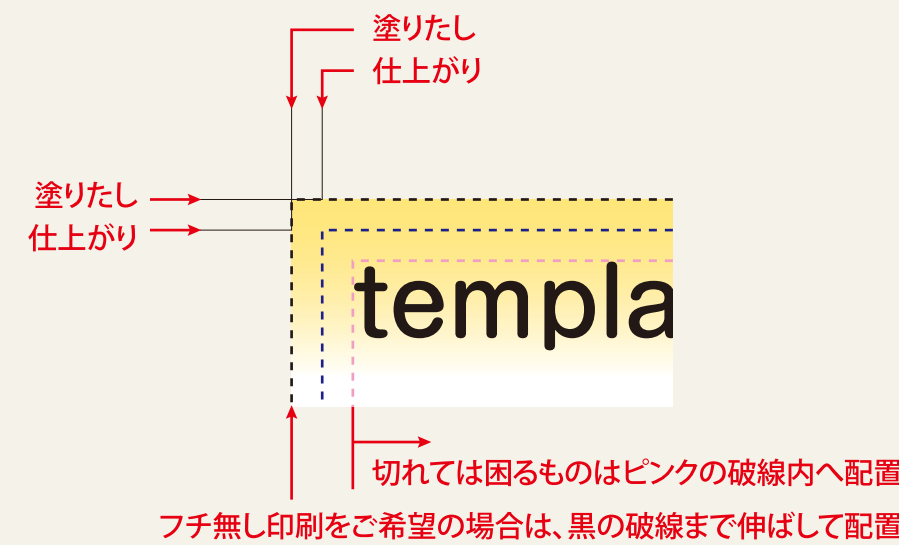 塗りたし
仕上がり
塗りたし
仕上がり
templa
切れては困るものはピンクの破線内へ配置
フチ無し印刷をご希望の場合は、黒の破線まで伸ばして配置